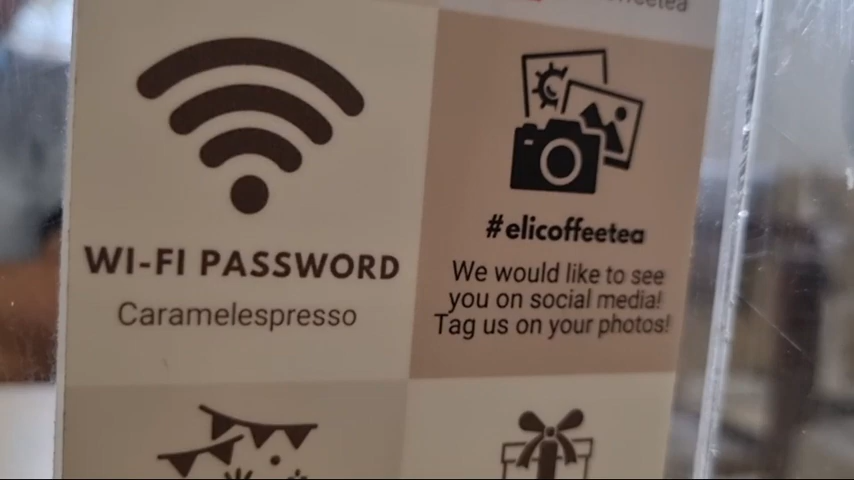 WI-FI PASSWORD
Caramelespresso
#elicoffeetea
We would like to see
you on social media!
Tag us on your photos!